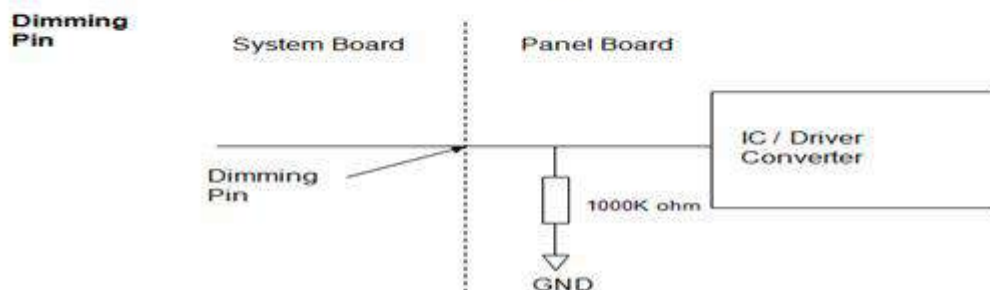 Dimming
Pin
System Board
Panel Board
IC / Driver
Converter
Dimming
Pin
1000K ohm
GND